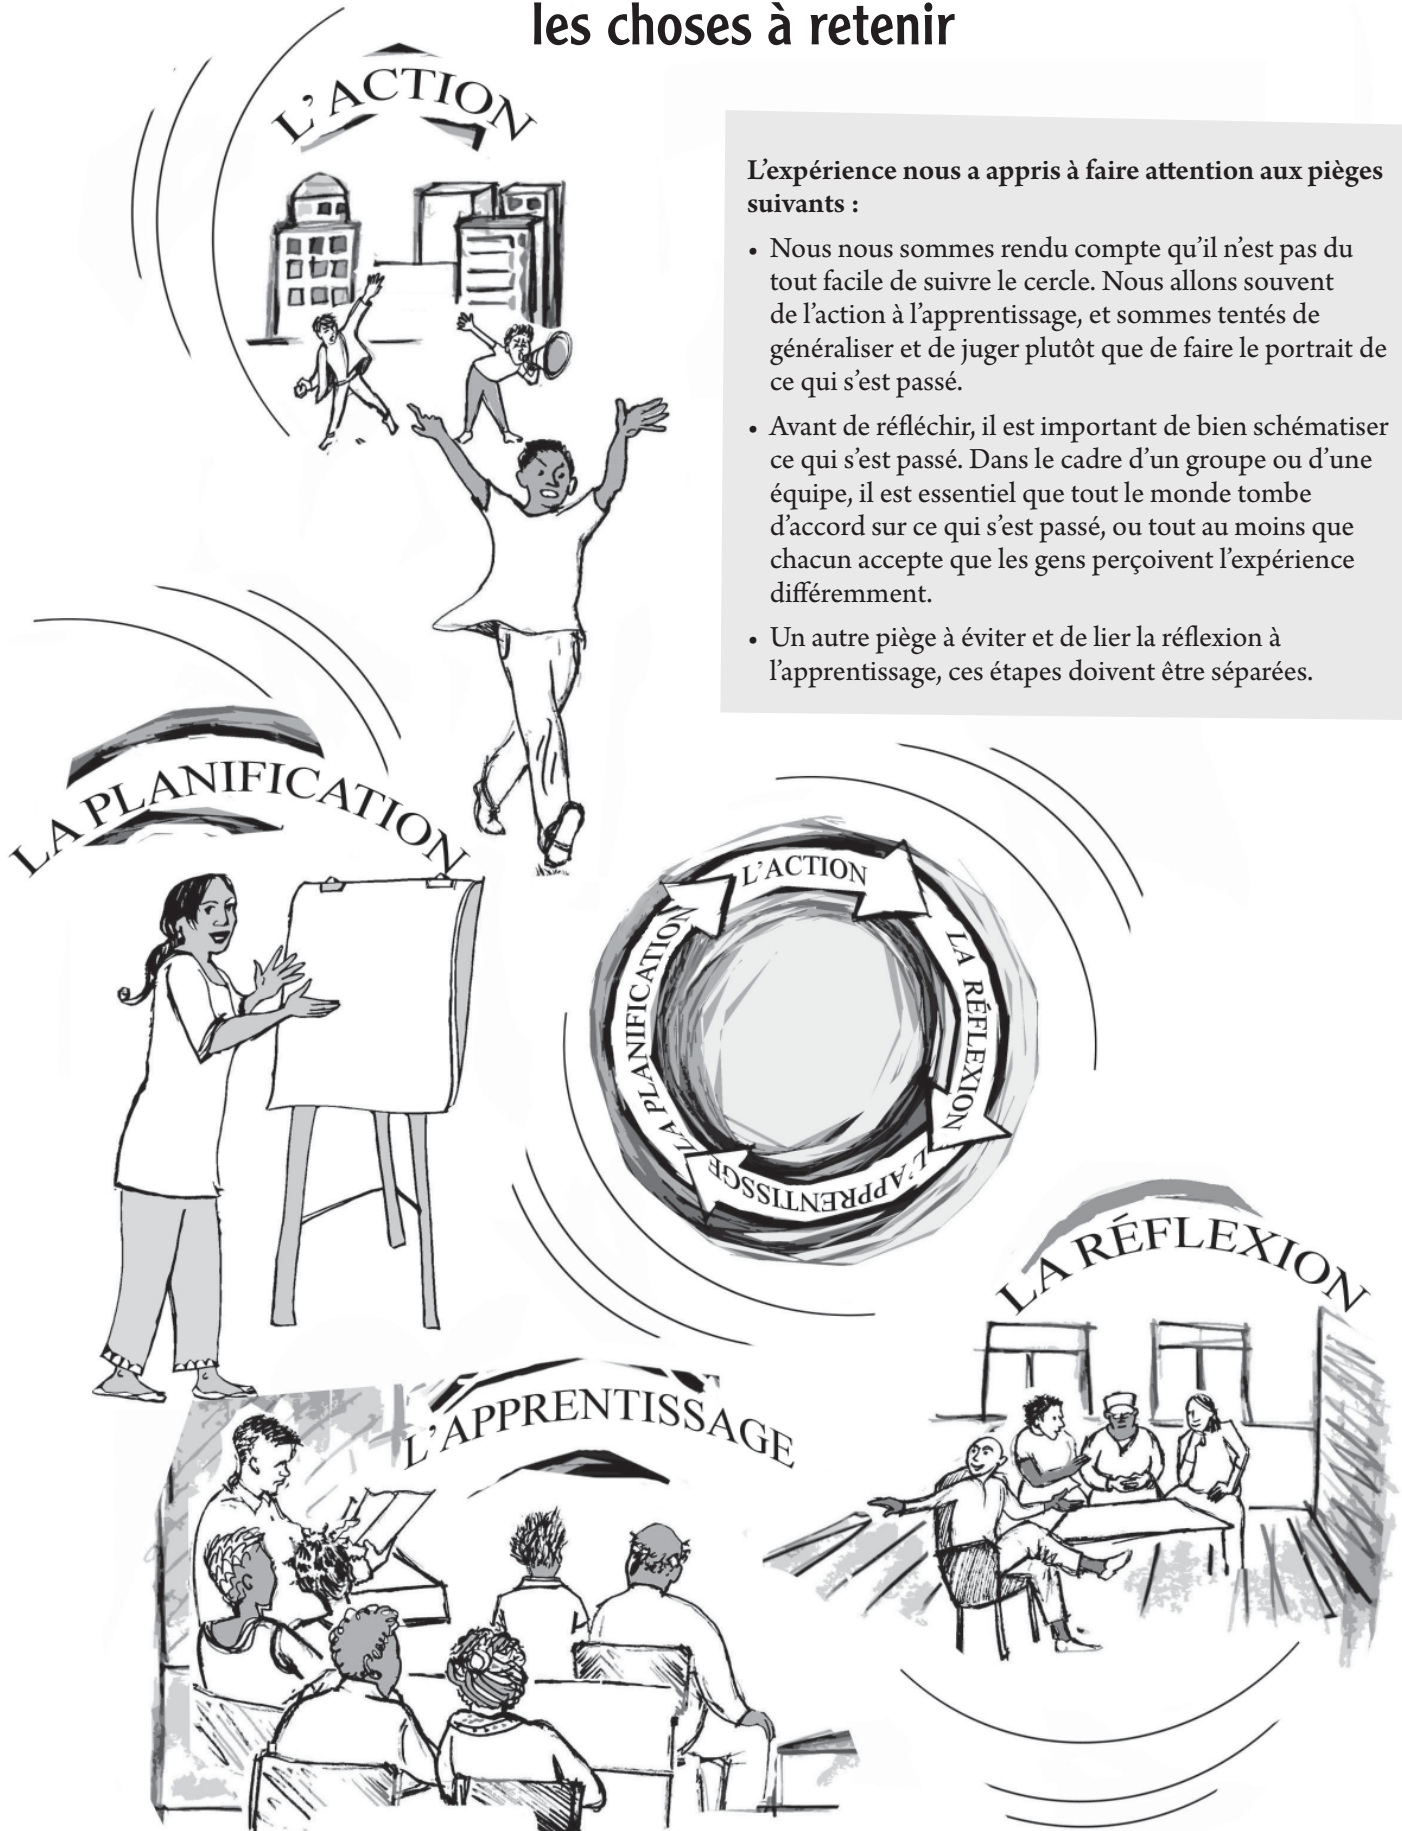 les choses à retenir
L'ACTION
L'expérience nous a appris à faire attention aux pièges
suivants :
• Nous nous sommes rendu compte qu'il n'est pas du
tout facile de suivre le cercle. Nous allons souvent
de l'action à l'apprentissage, et sommes tentés de
généraliser et de juger plutôt que de faire le portrait de
ce qui s'est passé.
• Avant de réfléchir, il est important de bien schématiser
ce qui s'est passé. Dans le cadre d'un groupe ou d'une
équipe, il est essentiel que tout le monde tombe
d'accord sur ce qui s'est passé, ou tout au moins que
chacun accepte que les gens perçoivent l'expérience
différemment.
• Un autre piège à éviter et de lier la réflexion à
l'apprentissage, ces étapes doivent être séparées.
LA PLANIFICATION
L'ACTION
LA RÉFLEXION
L'APPRENTISSGE
LA PLANIFICATION
LA RÉFLEXION
L'APPRENTISSAGE